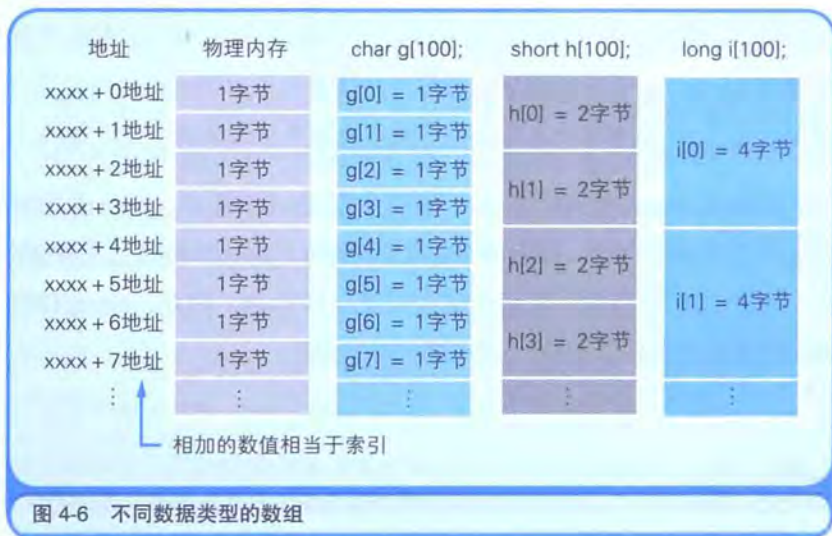 地址 物理内存 char g[100]; short h[100]; long i[100];
xxxx + 0地址 1字节 g[0] = 1字节 h[0] = 2字节 i[0] = 4字节
xxxx + 1地址 1字节 g[1] = 1字节
xxxx + 2地址 1字节 g[2] = 1字节 h[1] = 2字节
xxxx + 3地址 1字节 g[3] = 1字节
xxxx + 4地址 1字节 g[4] = 1字节 h[2] = 2字节 i[1] = 4字节
xxxx + 5地址 1字节 g[5] = 1字节
xxxx + 6地址 1字节 g[6] = 1字节 h[3] = 2字节
xxxx + 7地址 1字节 g[7] = 1字节
⋮ ⋮ ⋮ ⋮ ⋮
相加的数值相当于索引
图 4-6 不同数据类型的数组